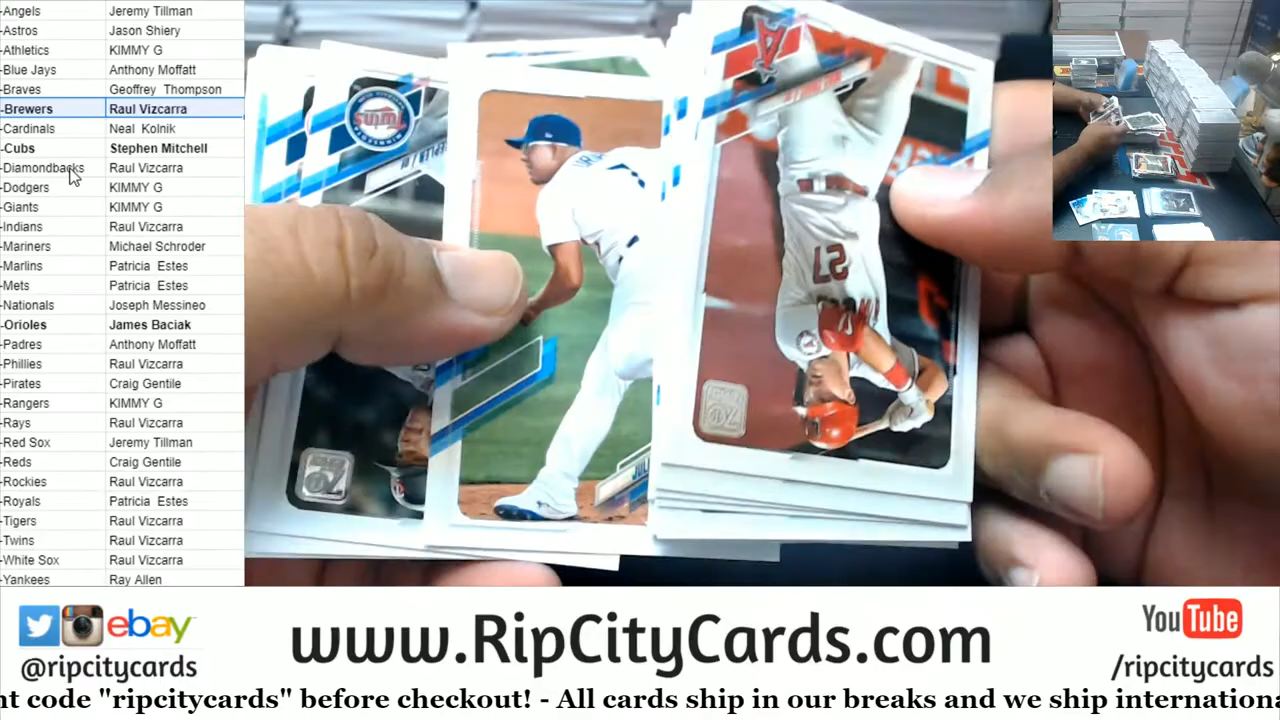 -Angels Jeremy Tillman
-Astros Jason Shiery
-Athletics KIMMY G
-Blue Jays Anthony Moffatt
-Braves Geoffrey Thompson
-Brewers Raul Vizcarra
-Cardinals Neal Kolnik
-Cubs Stephen Mitchell
-Diamondbacks Raul Vizcarra
-Dodgers KIMMY G
-Giants KIMMY G
-Indians Raul Vizcarra
-Mariners Michael Schroder
-Marlins Patricia Estes
-Mets Patricia Estes
-Nationals Joseph Messineo
-Orioles James Baciak
-Padres Anthony Moffatt
-Phillies Raul Vizcarra
-Pirates Craig Gentile
-Rangers KIMMY G
-Rays Raul Vizcarra
-Red Sox Jeremy Tillman
-Reds Craig Gentile
-Rockies Raul Vizcarra
-Royals Patricia Estes
-Tigers Raul Vizcarra
-Twins Raul Vizcarra
-White Sox Raul Vizcarra
-Yankees Ray Allen
Twins
A
27
70
70
ebay
@ripcitycards
www.RipCityCards.com
YouTube
/ripcitycards
nt code "ripcitycards" before checkout! - All cards ship in our breaks and we ship internationa